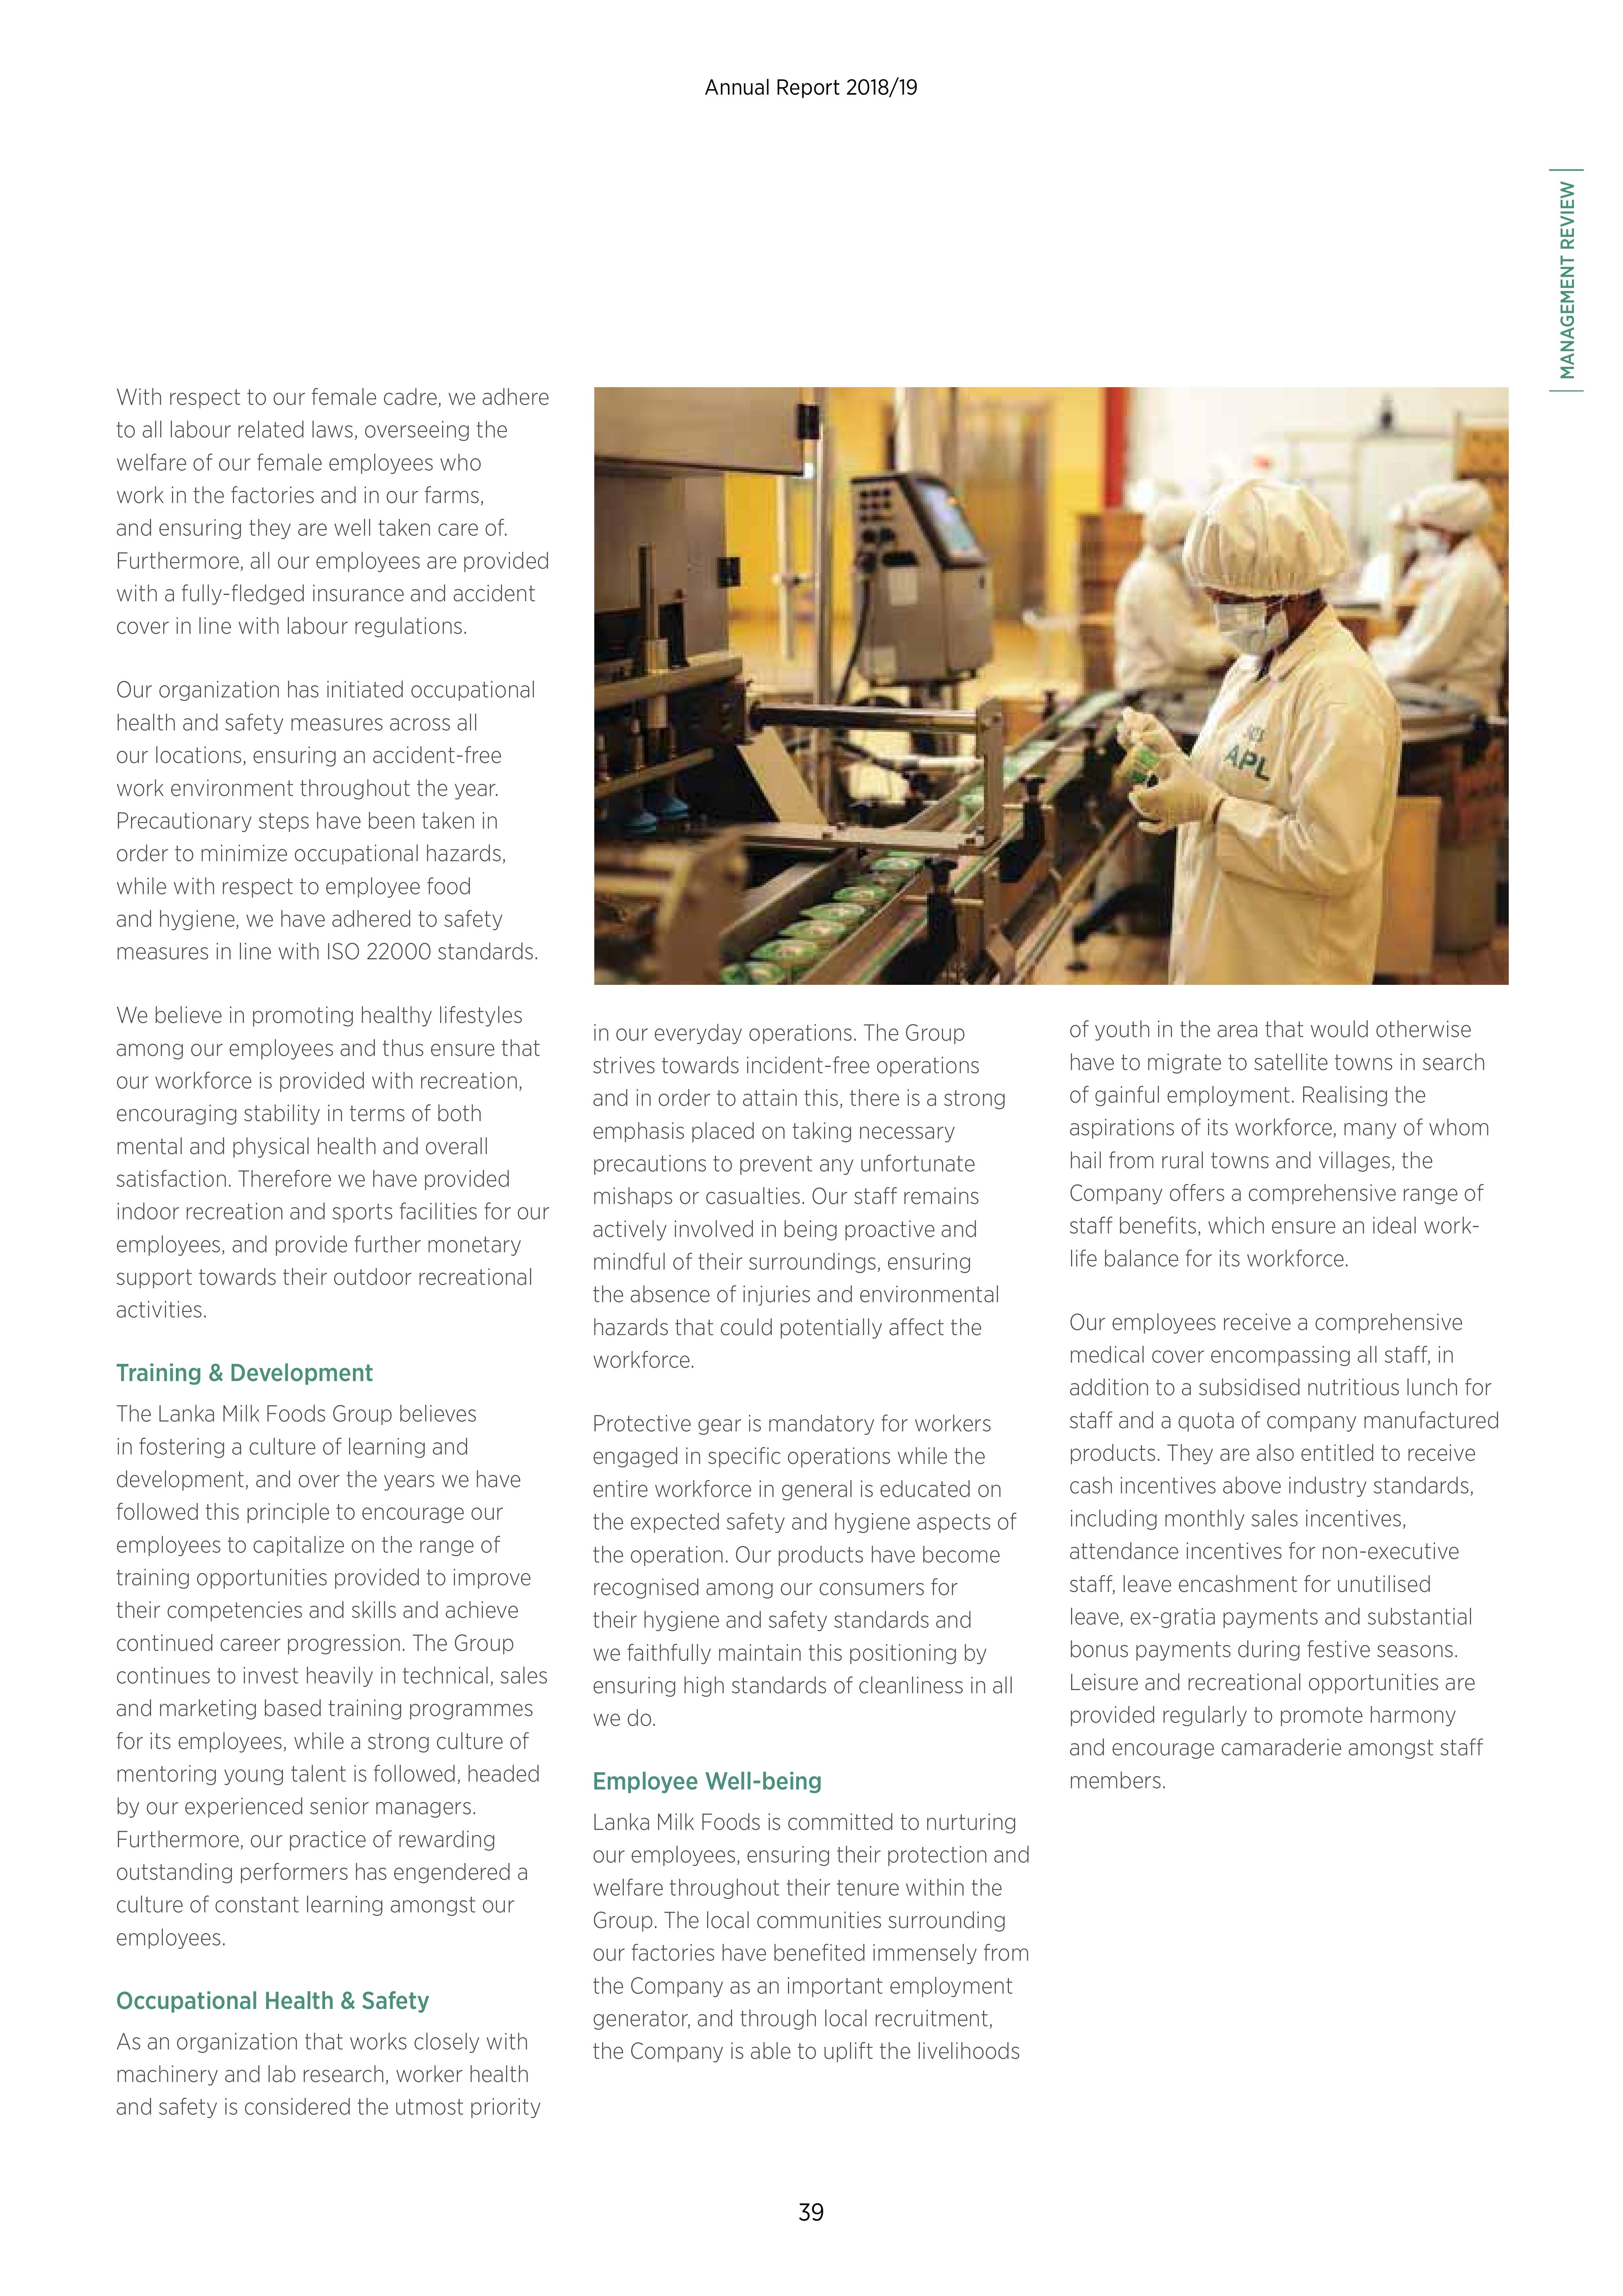 Annual Report 2018/19
MANAGEMENT REVIEW
With respect to our female cadre, we adhere
to all labour related laws, overseeing the
welfare of our female employees who
work in the factories and in our farms,
and ensuring they are well taken care of.
Furthermore, all our employees are provided
with a fully-fledged insurance and accident
cover in line with labour regulations.
Our organization has initiated occupational
health and safety measures across all
our locations, ensuring an accident-free
work environment throughout the year.
Precautionary steps have been taken in
order to minimize occupational hazards,
while with respect to employee food
and hygiene, we have adhered to safety
measures in line with ISO 22000 standards.
We believe in promoting healthy lifestyles
among our employees and thus ensure that
our workforce is provided with recreation,
encouraging stability in terms of both
mental and physical health and overall
satisfaction. Therefore we have provided
indoor recreation and sports facilities for our
employees, and provide further monetary
support towards their outdoor recreational
activities.
Training & Development
The Lanka Milk Foods Group believes
in fostering a culture of learning and
development, and over the years we have
followed this principle to encourage our
employees to capitalize on the range of
training opportunities provided to improve
their competencies and skills and achieve
continued career progression. The Group
continues to invest heavily in technical, sales
and marketing based training programmes
for its employees, while a strong culture of
mentoring young talent is followed, headed
by our experienced senior managers.
Furthermore, our practice of rewarding
outstanding performers has engendered a
culture of constant learning amongst our
employees.
Occupational Health & Safety
As an organization that works closely with
machinery and lab research, worker health
and safety is considered the utmost priority
APL
in our everyday operations. The Group
strives towards incident-free operations
and in order to attain this, there is a strong
emphasis placed on taking necessary
precautions to prevent any unfortunate
mishaps or casualties. Our staff remains
actively involved in being proactive and
mindful of their surroundings, ensuring
the absence of injuries and environmental
hazards that could potentially affect the
workforce.
Protective gear is mandatory for workers
engaged in specific operations while the
entire workforce in general is educated on
the expected safety and hygiene aspects of
the operation. Our products have become
recognised among our consumers for
their hygiene and safety standards and
we faithfully maintain this positioning by
ensuring high standards of cleanliness in all
we do.
Employee Well-being
Lanka Milk Foods is committed to nurturing
our employees, ensuring their protection and
welfare throughout their tenure within the
Group. The local communities surrounding
our factories have benefited immensely from
the Company as an important employment
generator, and through local recruitment,
the Company is able to uplift the livelihoods
of youth in the area that would otherwise
have to migrate to satellite towns in search
of gainful employment. Realising the
aspirations of its workforce, many of whom
hail from rural towns and villages, the
Company offers a comprehensive range of
staff benefits, which ensure an ideal work-
life balance for its workforce.
Our employees receive a comprehensive
medical cover encompassing all staff, in
addition to a subsidised nutritious lunch for
staff and a quota of company manufactured
products. They are also entitled to receive
cash incentives above industry standards,
including monthly sales incentives,
attendance incentives for non-executive
staff, leave encashment for unutilised
leave, ex-gratia payments and substantial
bonus payments during festive seasons.
Leisure and recreational opportunities are
provided regularly to promote harmony
and encourage camaraderie amongst staff
members.
39